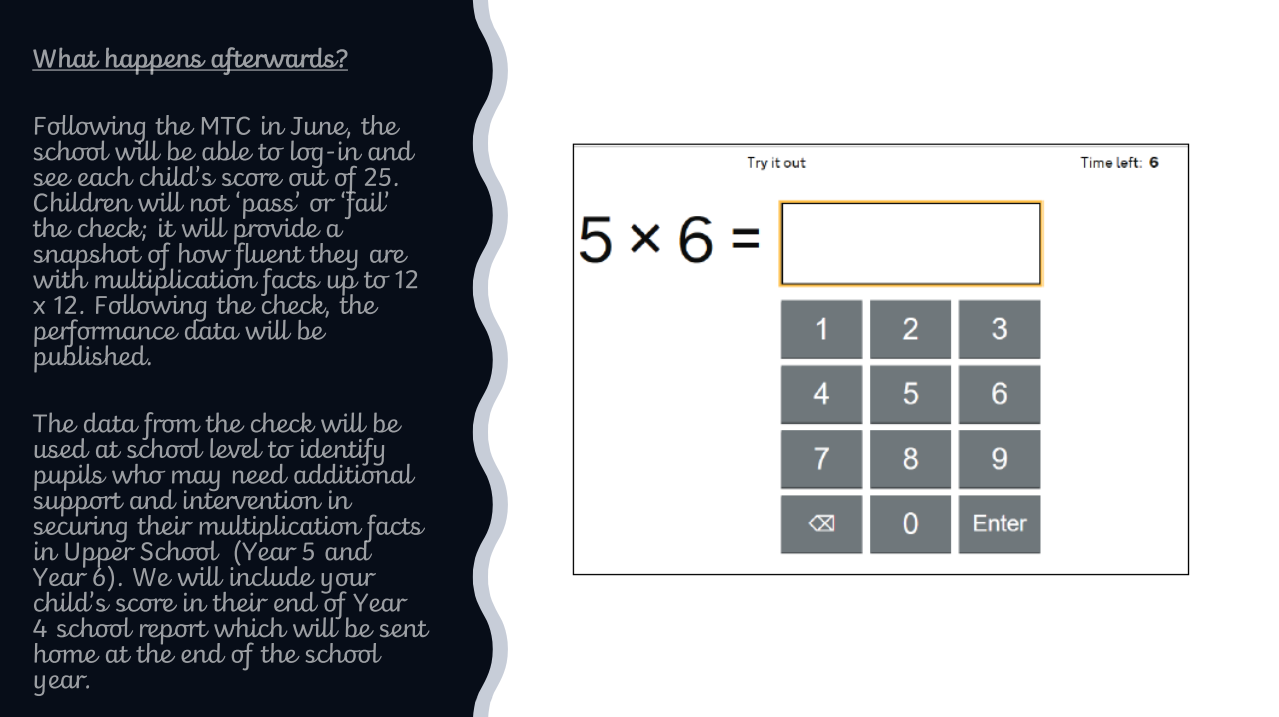 What happens afterwards?
Following the MTC in June, the
school will be able to log-in and
see each child's score out of 25.
Children will not ‘pass’ or ‘fail’
the check; it will provide a
snapshot of how fluent they are
with multiplication facts up to 12
x 12. Following the check, the
performance data will be
published.
The data from the check will be
used at school level to identify
pupils who may need additional
support and intervention in
securing their multiplication facts
in Upper School (Year 5 and
Year 6). We will include your
child's score in their end of Year
4 school report which will be sent
home at the end of the school
year.
Try it out
Time left: 6
5 × 6 =
1 2 3
4 5 6
7 8 9
⌫ 0 Enter